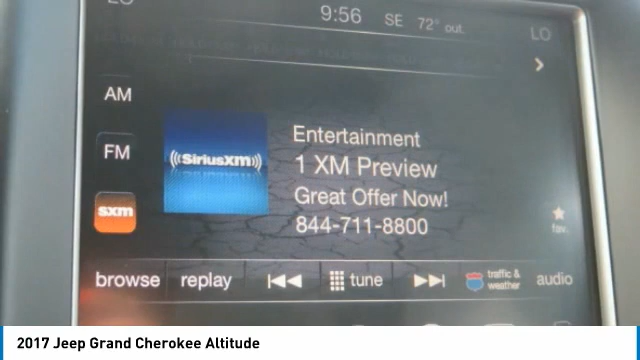 LO 9:56 SE 72° out. LO
AM
FM
sxm
((SiriusXM))
Entertainment
1 XM Preview
Great Offer Now!
844-711-8800
fav.
browse replay tune traffic & weather audio
2017 Jeep Grand Cherokee Altitude